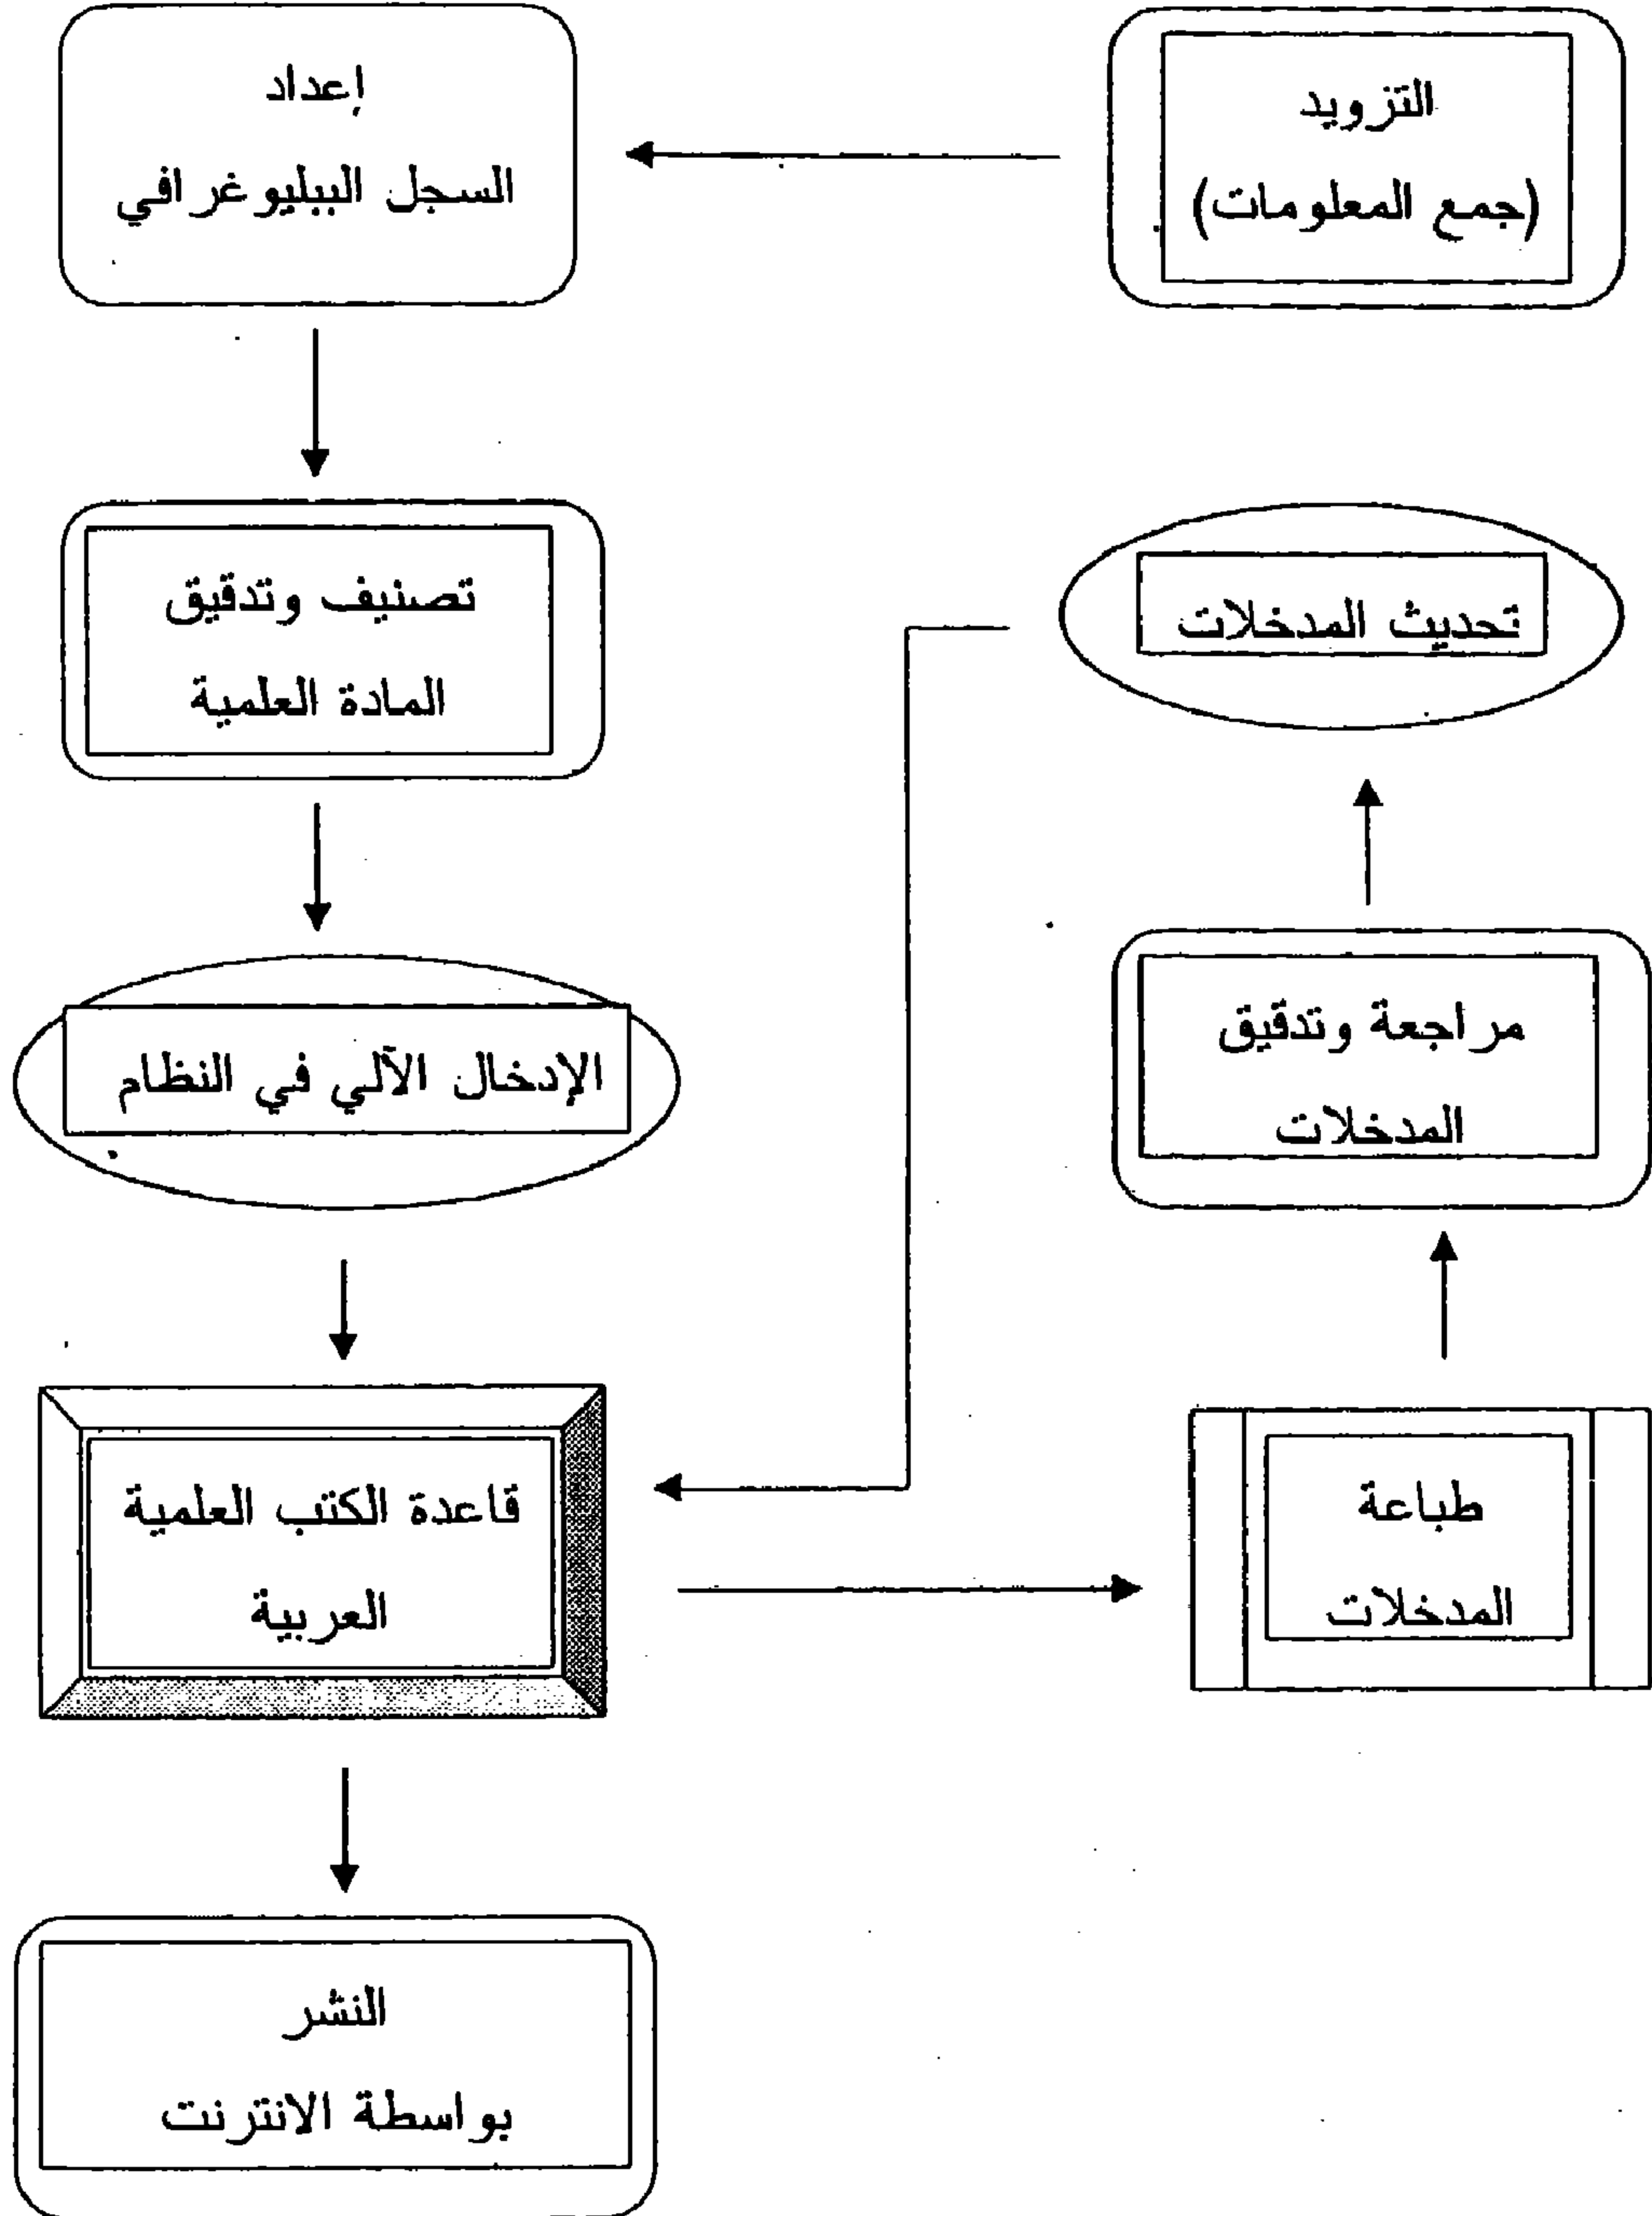 التزويد
(جمع المعلومات)
إعداد
السجل الببليوغرافي
تصنيف وتدقيق
المادة العلمية
الإدخال الآلي في النظام
قاعدة الكتب العلمية
العربية
طباعة
المدخلات
مراجعة وتدقيق
المدخلات
تحديث المدخلات
النشر
بواسطة الانترنت